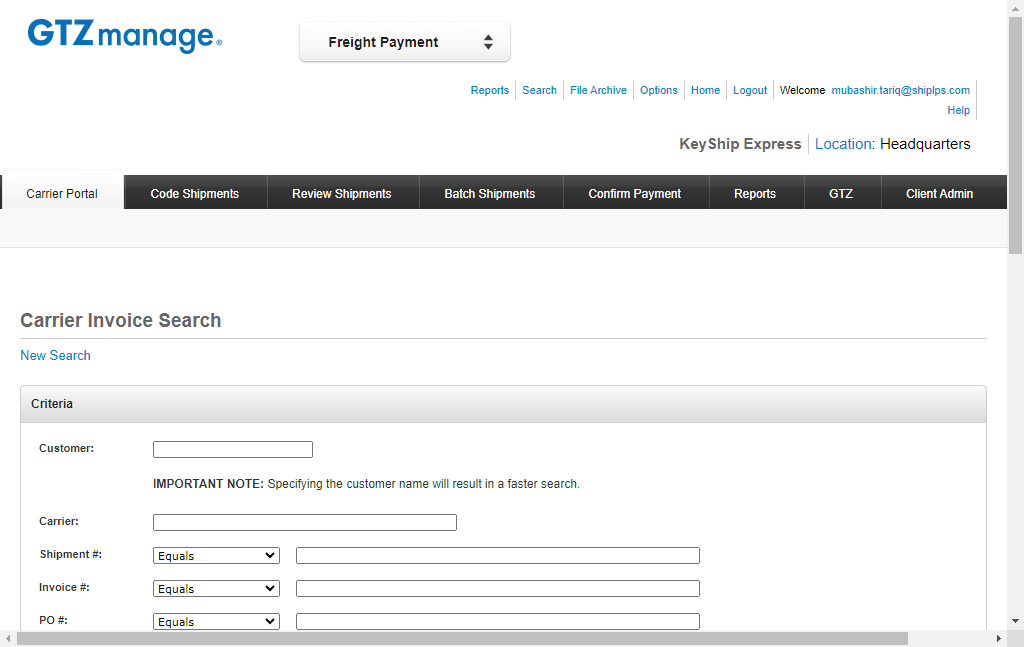 GTZmanage®
Freight Payment
Reports Search File Archive Options Home Logout Welcome mubashir.tariq@shiplps.com
Help
KeyShip Express Location: Headquarters
Carrier Portal Code Shipments Review Shipments Batch Shipments Confirm Payment Reports GTZ Client Admin
Carrier Invoice Search
New Search
Criteria
Customer:
IMPORTANT NOTE: Specifying the customer name will result in a faster search.
Carrier:
Shipment #: Equals
Invoice #: Equals
PO #: Equals